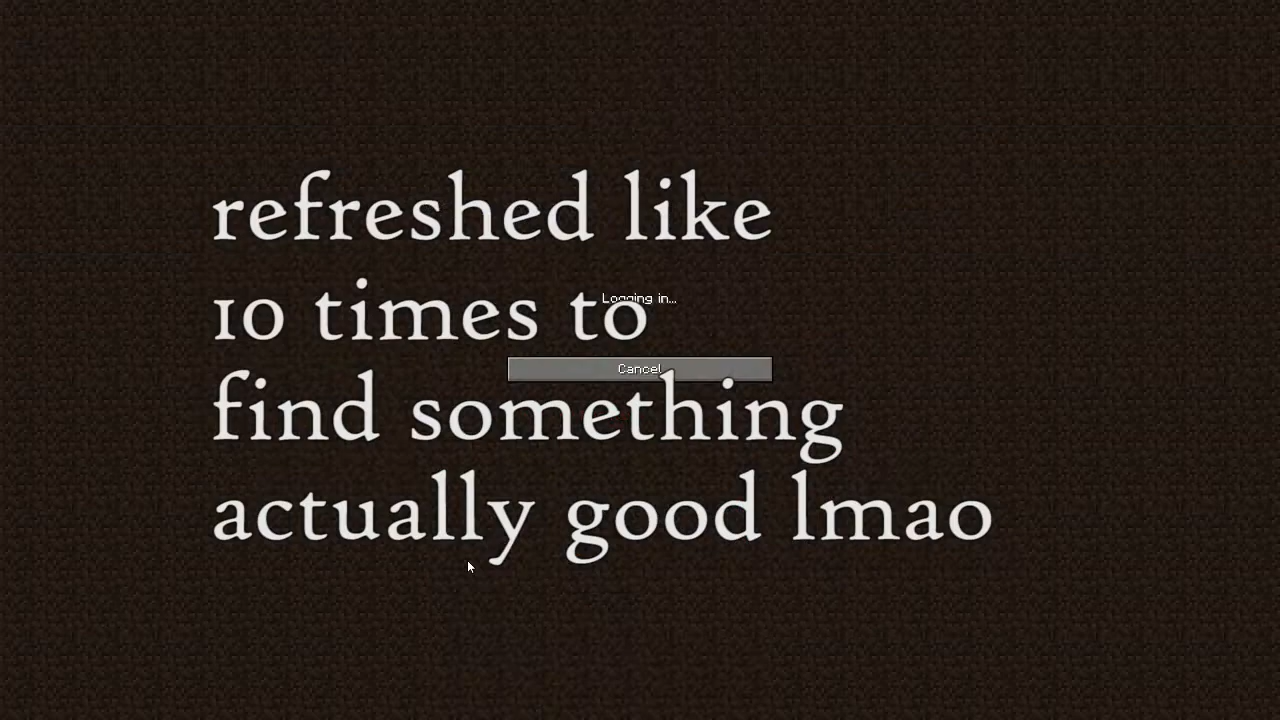 refreshed like
Logging in...
10 times to
Cancel
find something
actually good lmao